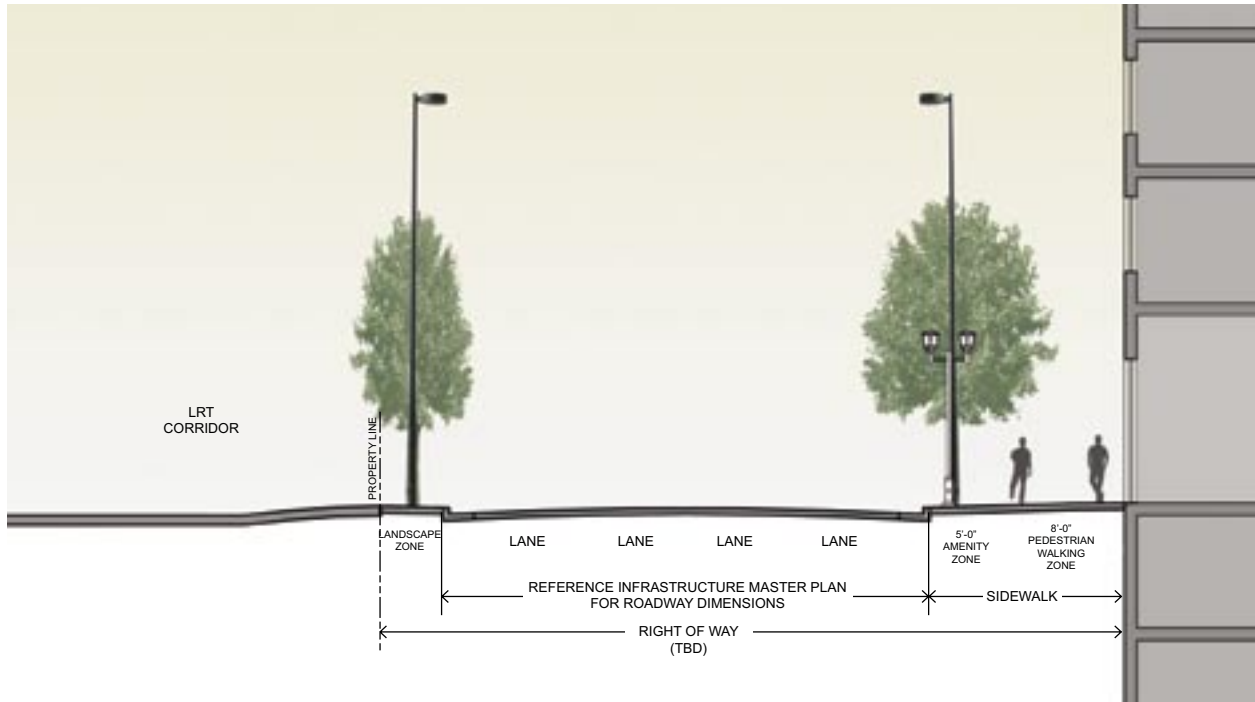 LRT
CORRIDOR
PROPERTY LINE
LANDSCAPE
ZONE
LANE
LANE
LANE
LANE
5'-0"
AMENITY
ZONE
8'-0"
PEDESTRIAN
WALKING
ZONE
REFERENCE INFRASTRUCTURE MASTER PLAN
FOR ROADWAY DIMENSIONS
SIDEWALK
RIGHT OF WAY
(TBD)